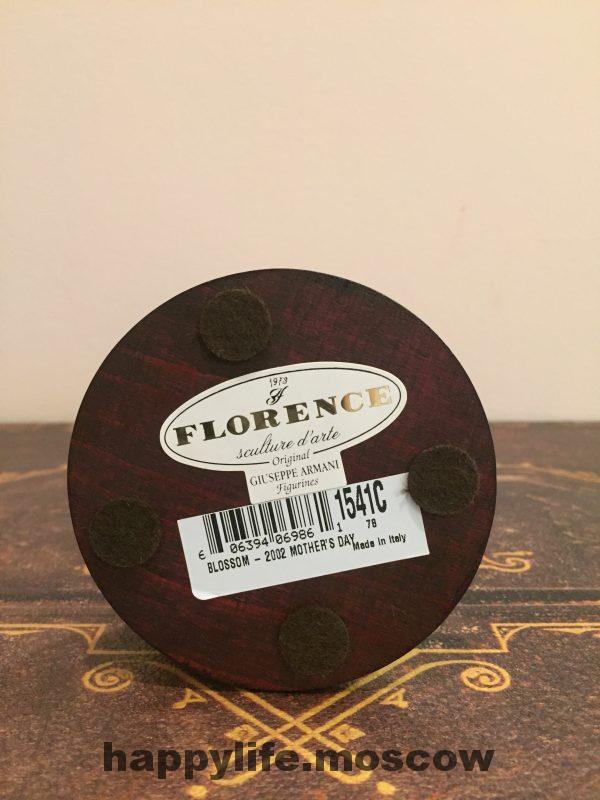 1973
FLORENCE
sculture d'arte
Original
GIUSEPPE ARMANI
Figurines
1541C
6 06394 06986 1 78
BLOSSOM - 2002 MOTHER'S DAY Made in Italy
happylife.moscow